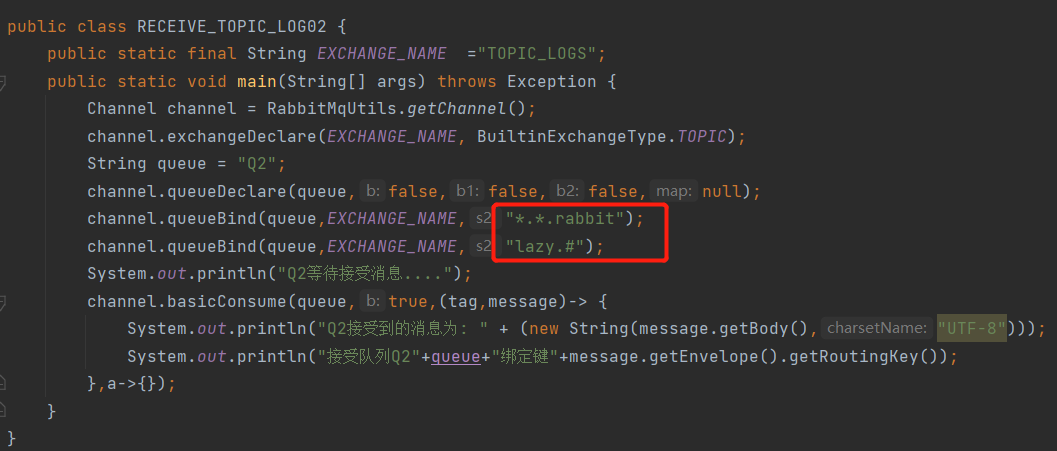 public class RECEIVE_TOPIC_LOG02 {
    public static final String EXCHANGE_NAME  ="TOPIC_LOGS";
    public static void main(String[] args) throws Exception {
        Channel channel = RabbitMqUtils.getChannel();
        channel.exchangeDeclare(EXCHANGE_NAME, BuiltinExchangeType.TOPIC);
        String queue = "Q2";
        channel.queueDeclare(queue, b: false, b1: false, b2: false, map: null);
        channel.queueBind(queue,EXCHANGE_NAME, s2 "*.*.rabbit");
        channel.queueBind(queue,EXCHANGE_NAME, s2 "lazy.#");
        System.out.println("Q2等待接受消息....");
        channel.basicConsume(queue, b: true,(tag,message)-> {
            System.out.println("Q2接受到的消息为: " + (new String(message.getBody(), charsetName: "UTF-8")));
            System.out.println("接受队列Q2"+queue+"绑定键"+message.getEnvelope().getRoutingKey());
        },a->{});
    }
}